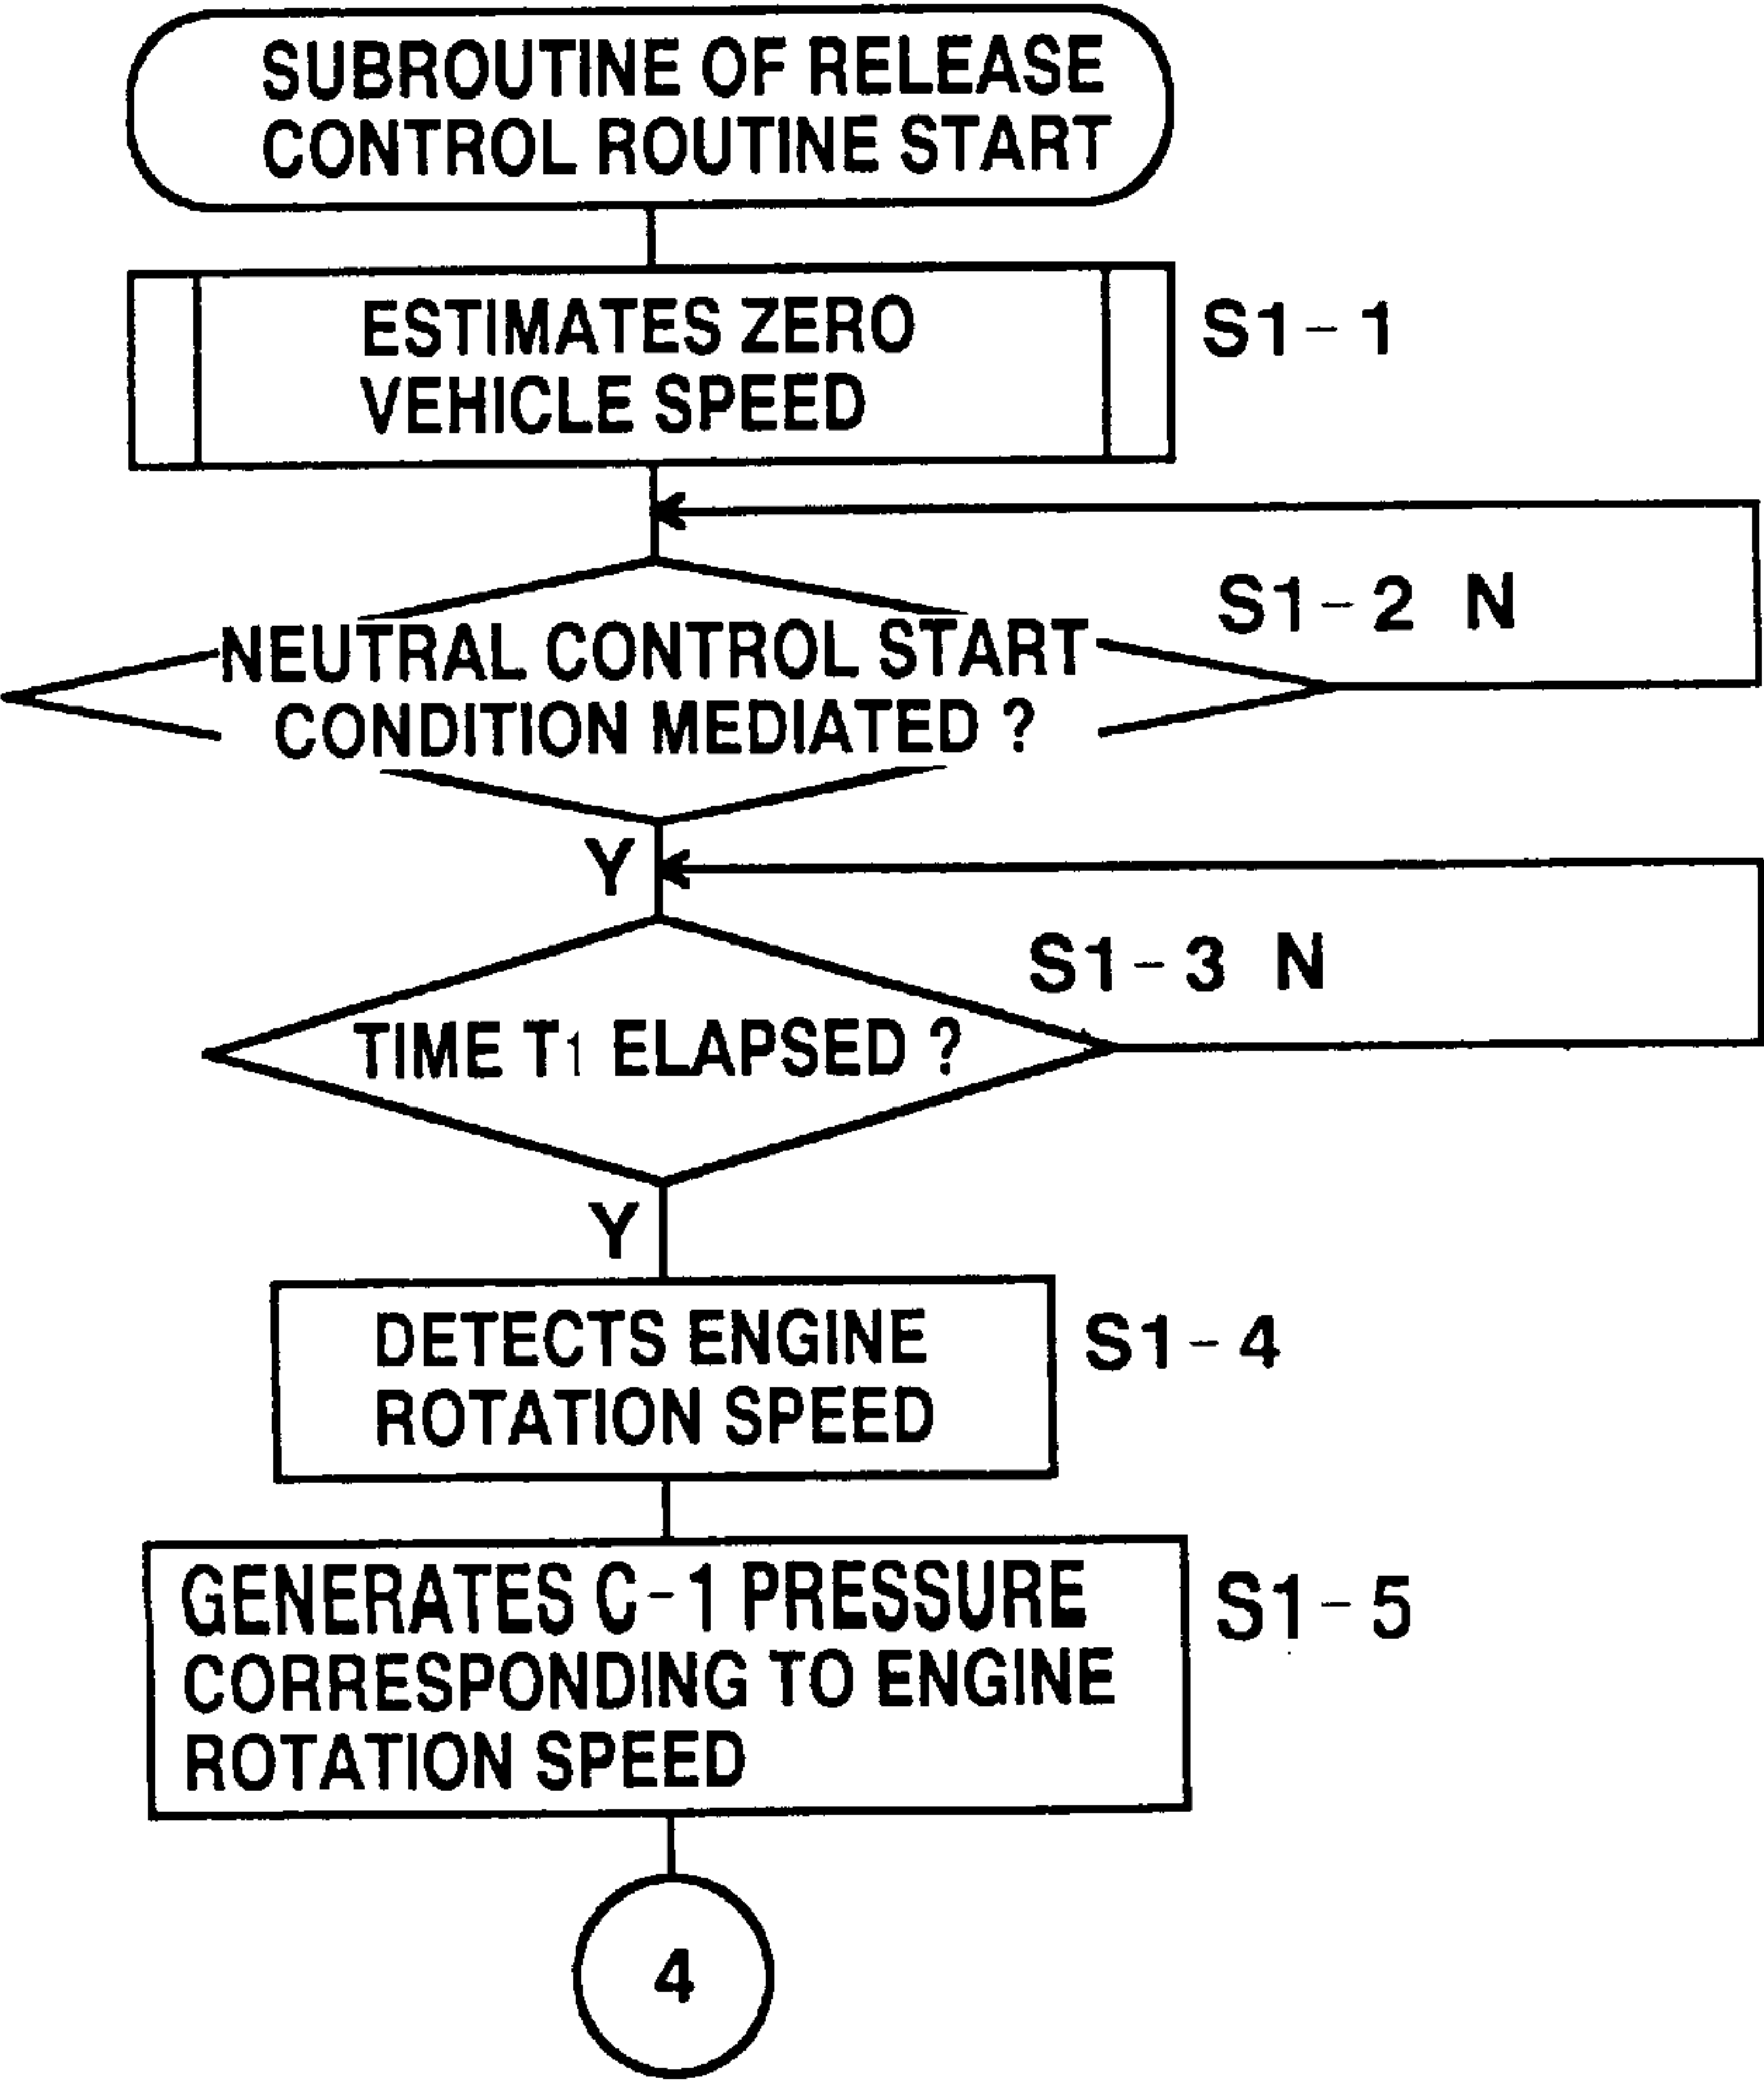 SUBROUTINE OF RELEASE
CONTROL ROUTINE START
ESTIMATES ZERO
VEHICLE SPEED
S1-1
S1-2 N
NEUTRAL CONTROL START
CONDITION MEDIATED ?
Y
S1-3 N
TIME T1 ELAPSED ?
Y
DETECTS ENGINE
ROTATION SPEED
S1-4
GENERATES C-1 PRESSURE
CORRESPONDING TO ENGINE
ROTATION SPEED
S1-5
4